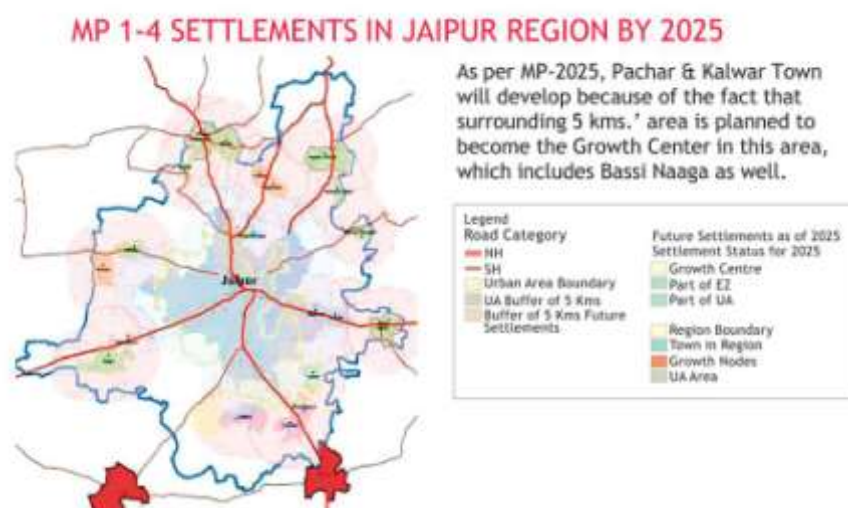 MP 1-4 SETTLEMENTS IN JAIPUR REGION BY 2025
As per MP-2025, Pachar & Kalwar Town
will develop because of the fact that
surrounding 5 kms.’ area is planned to
become the Growth Center in this area,
which includes Bassi Naaga as well.
Jaipur
Legend
Road Category
NH
SH
Urban Area Boundary
UA Buffer of 5 Kms
Buffer of 5 Kms Future
Settlements
Future Settlements as of 2025
Settlement Status for 2025
Growth Centre
Part of EZ
Part of UA
Region Boundary
Town in Region
Growth Nodes
UA Area